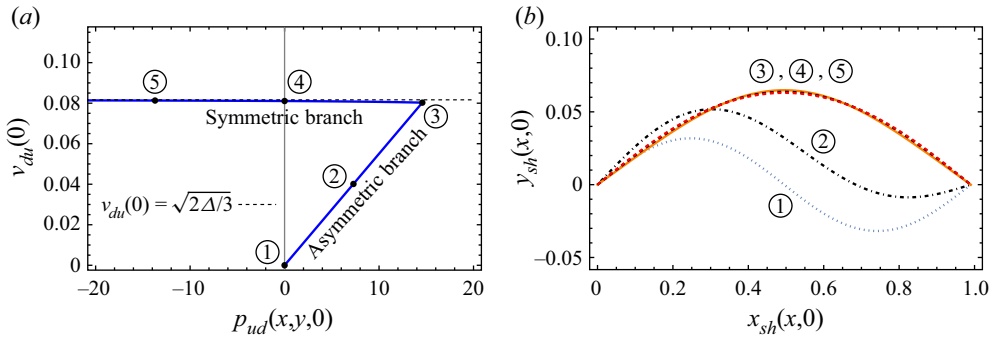 (a)
(b)
0.10
0.08
0.06
0.04
0.02
0
v_du(0)
⑤
④
③
②
①
Symmetric branch
Asymmetric branch
v_du(0) = √2Δ/3
–20
–10
0
10
20
p_ud(x,y,0)
0.10
0.05
0
–0.05
y_sh(x,0)
③ , ④ , ⑤
②
①
0
0.2
0.4
0.6
0.8
1.0
x_sh(x,0)